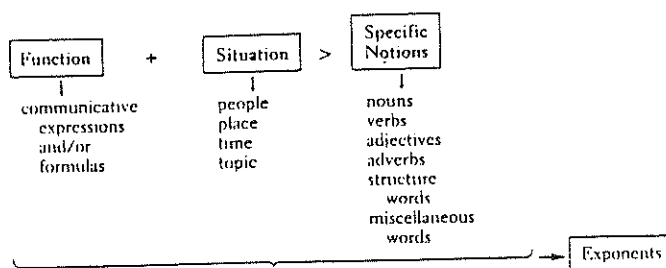 Function + Situation > Specific Notions
communicative expressions and/or formulas
people
place
time
topic
nouns
verbs
adjectives
adverbs
structure words
miscellaneous words
Exponents